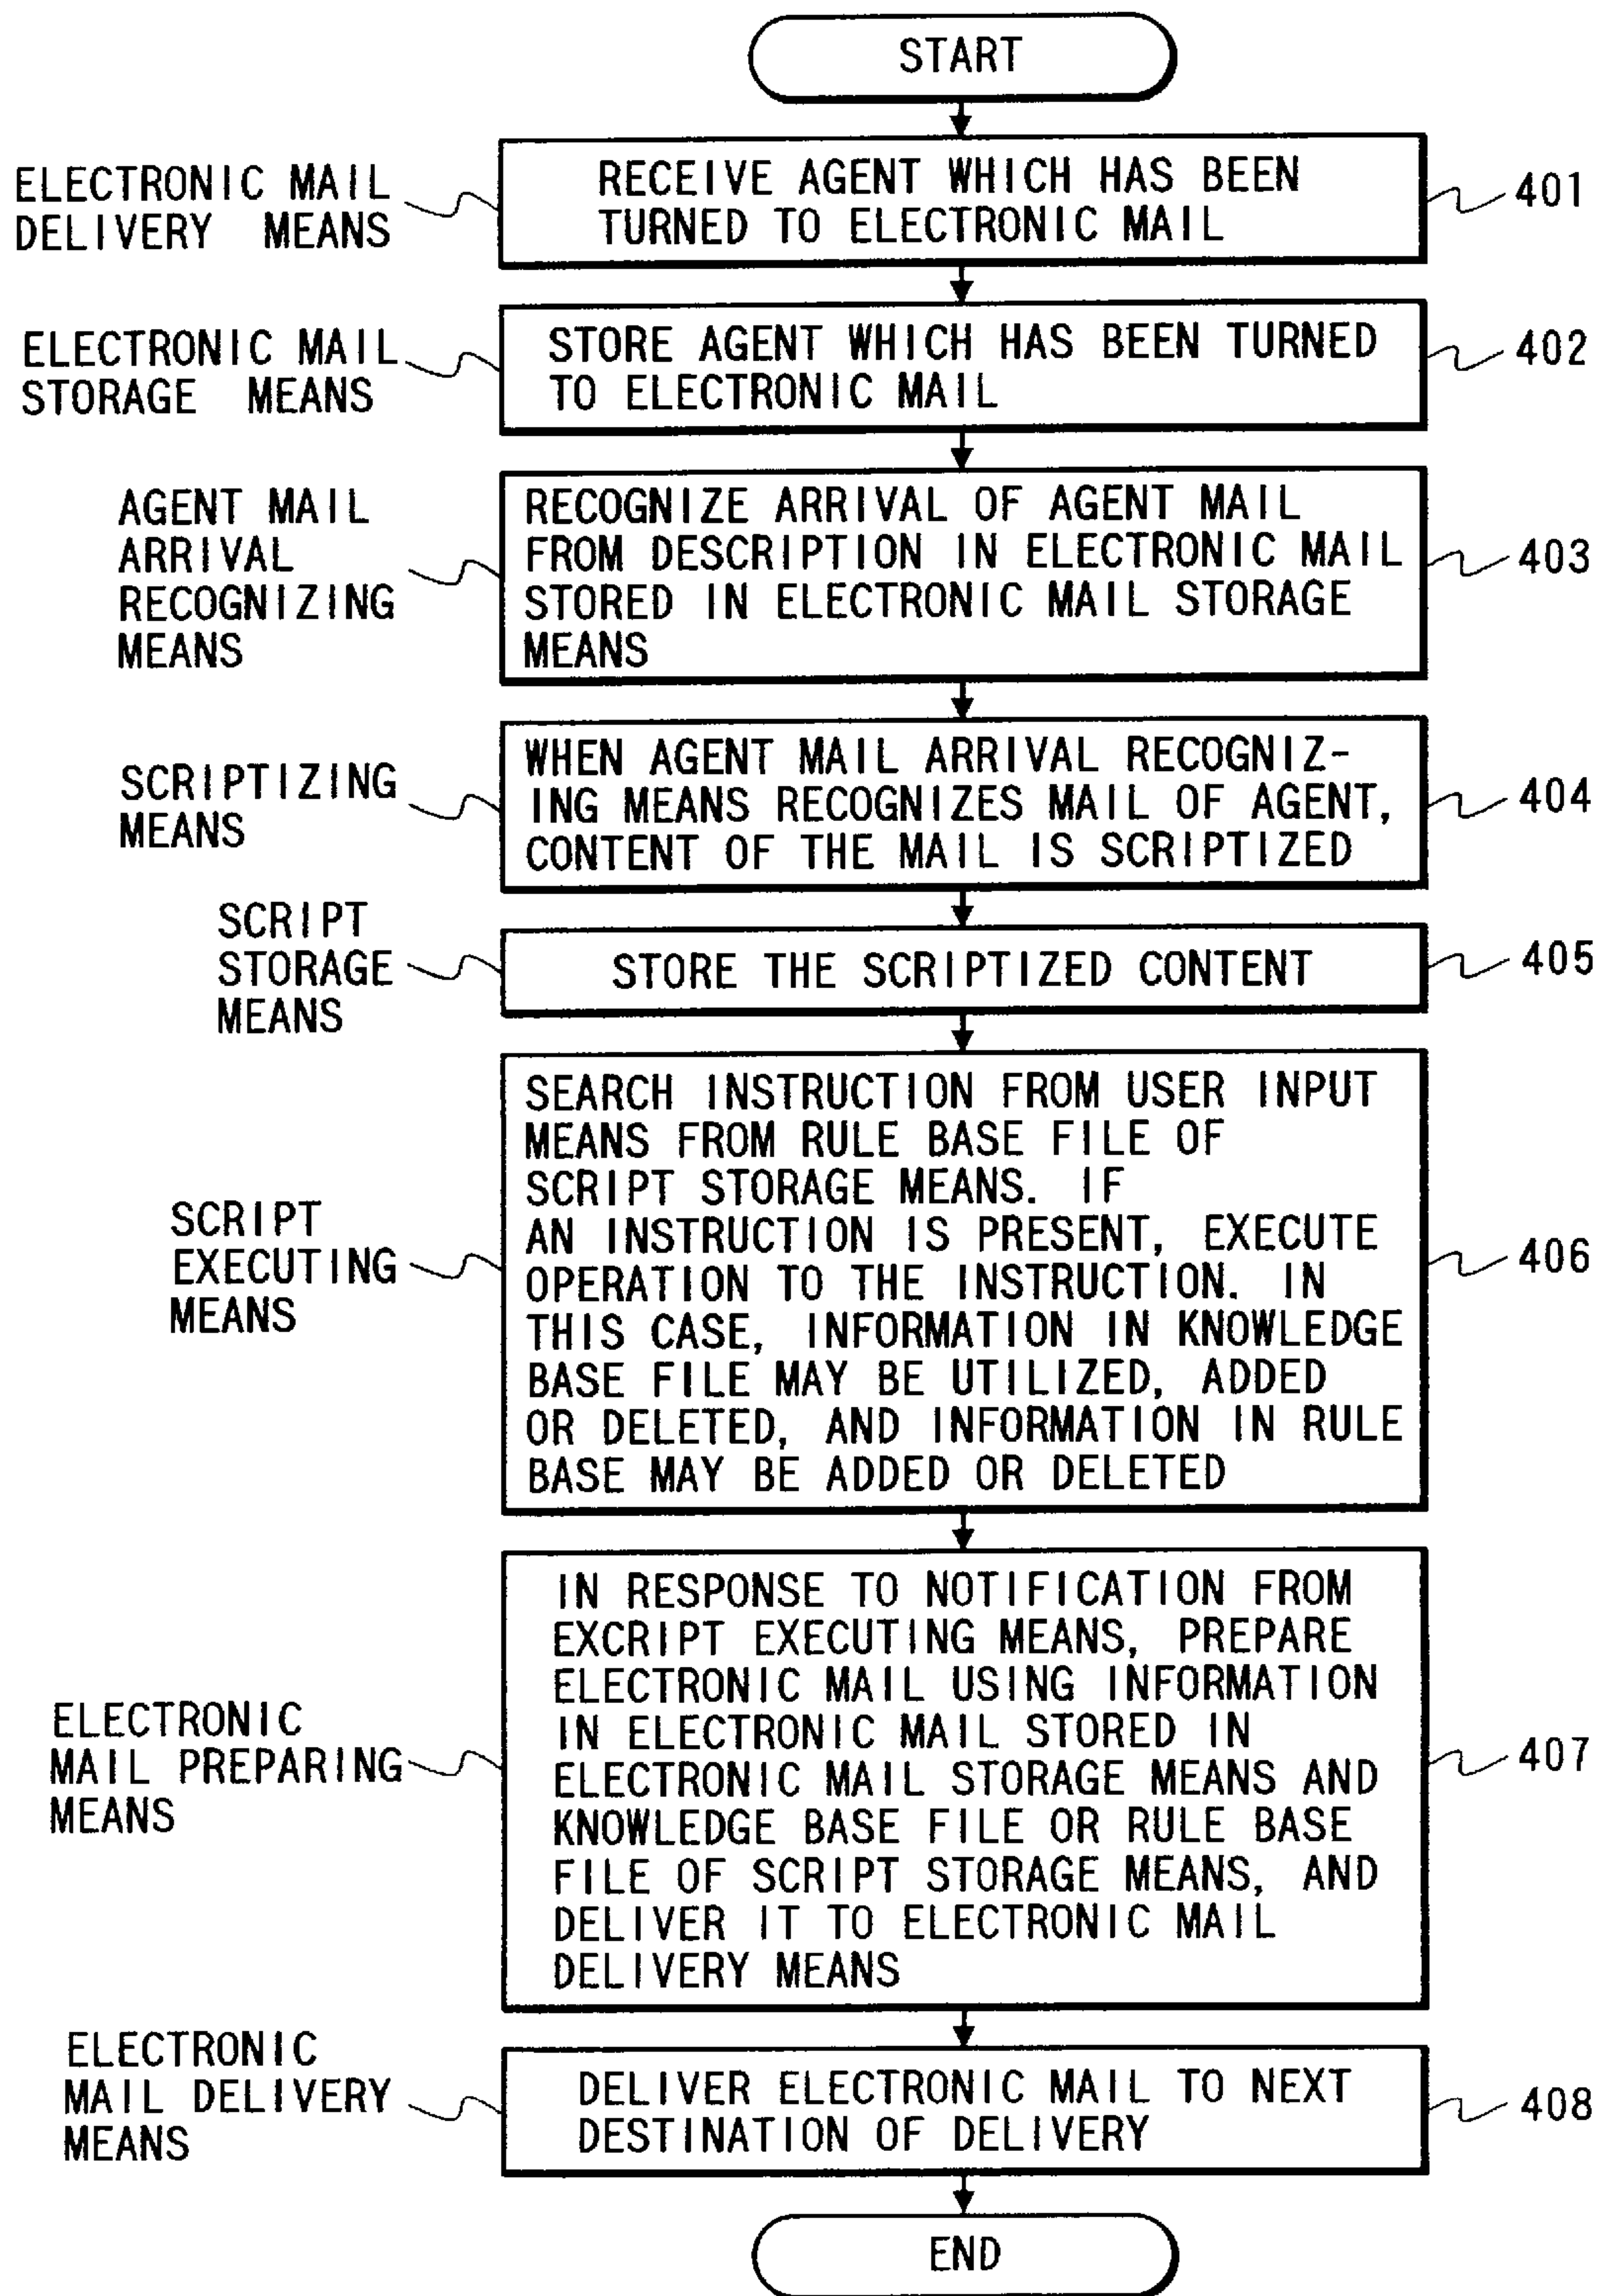 START
ELECTRONIC MAIL
DELIVERY MEANS
RECEIVE AGENT WHICH HAS BEEN
TURNED TO ELECTRONIC MAIL
401
ELECTRONIC MAIL
STORAGE MEANS
STORE AGENT WHICH HAS BEEN TURNED
TO ELECTRONIC MAIL
402
AGENT MAIL
ARRIVAL
RECOGNIZING
MEANS
RECOGNIZE ARRIVAL OF AGENT MAIL
FROM DESCRIPTION IN ELECTRONIC MAIL
STORED IN ELECTRONIC MAIL STORAGE
MEANS
403
SCRIPTIZING
MEANS
WHEN AGENT MAIL ARRIVAL RECOGNIZ-
ING MEANS RECOGNIZES MAIL OF AGENT,
CONTENT OF THE MAIL IS SCRIPTIZED
404
SCRIPT
STORAGE
MEANS
STORE THE SCRIPTIZED CONTENT
405
SCRIPT
EXECUTING
MEANS
SEARCH INSTRUCTION FROM USER INPUT
MEANS FROM RULE BASE FILE OF
SCRIPT STORAGE MEANS. IF
AN INSTRUCTION IS PRESENT, EXECUTE
OPERATION TO THE INSTRUCTION. IN
THIS CASE, INFORMATION IN KNOWLEDGE
BASE FILE MAY BE UTILIZED, ADDED
OR DELETED, AND INFORMATION IN RULE
BASE MAY BE ADDED OR DELETED
406
ELECTRONIC
MAIL PREPARING
MEANS
IN RESPONSE TO NOTIFICATION FROM
EXCRIPT EXECUTING MEANS, PREPARE
ELECTRONIC MAIL USING INFORMATION
IN ELECTRONIC MAIL STORED IN
ELECTRONIC MAIL STORAGE MEANS AND
KNOWLEDGE BASE FILE OR RULE BASE
FILE OF SCRIPT STORAGE MEANS, AND
DELIVER IT TO ELECTRONIC MAIL
DELIVERY MEANS
407
ELECTRONIC
MAIL DELIVERY
MEANS
DELIVER ELECTRONIC MAIL TO NEXT
DESTINATION OF DELIVERY
408
END